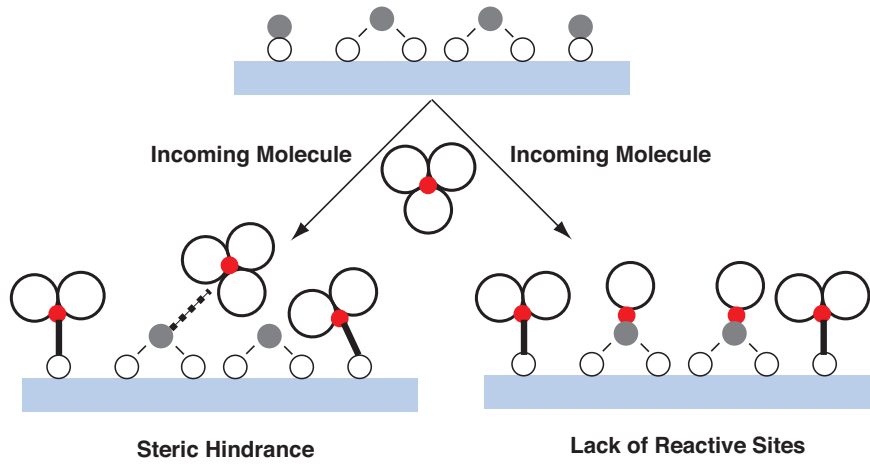 Incoming Molecule
Incoming Molecule
Steric Hindrance
Lack of Reactive Sites